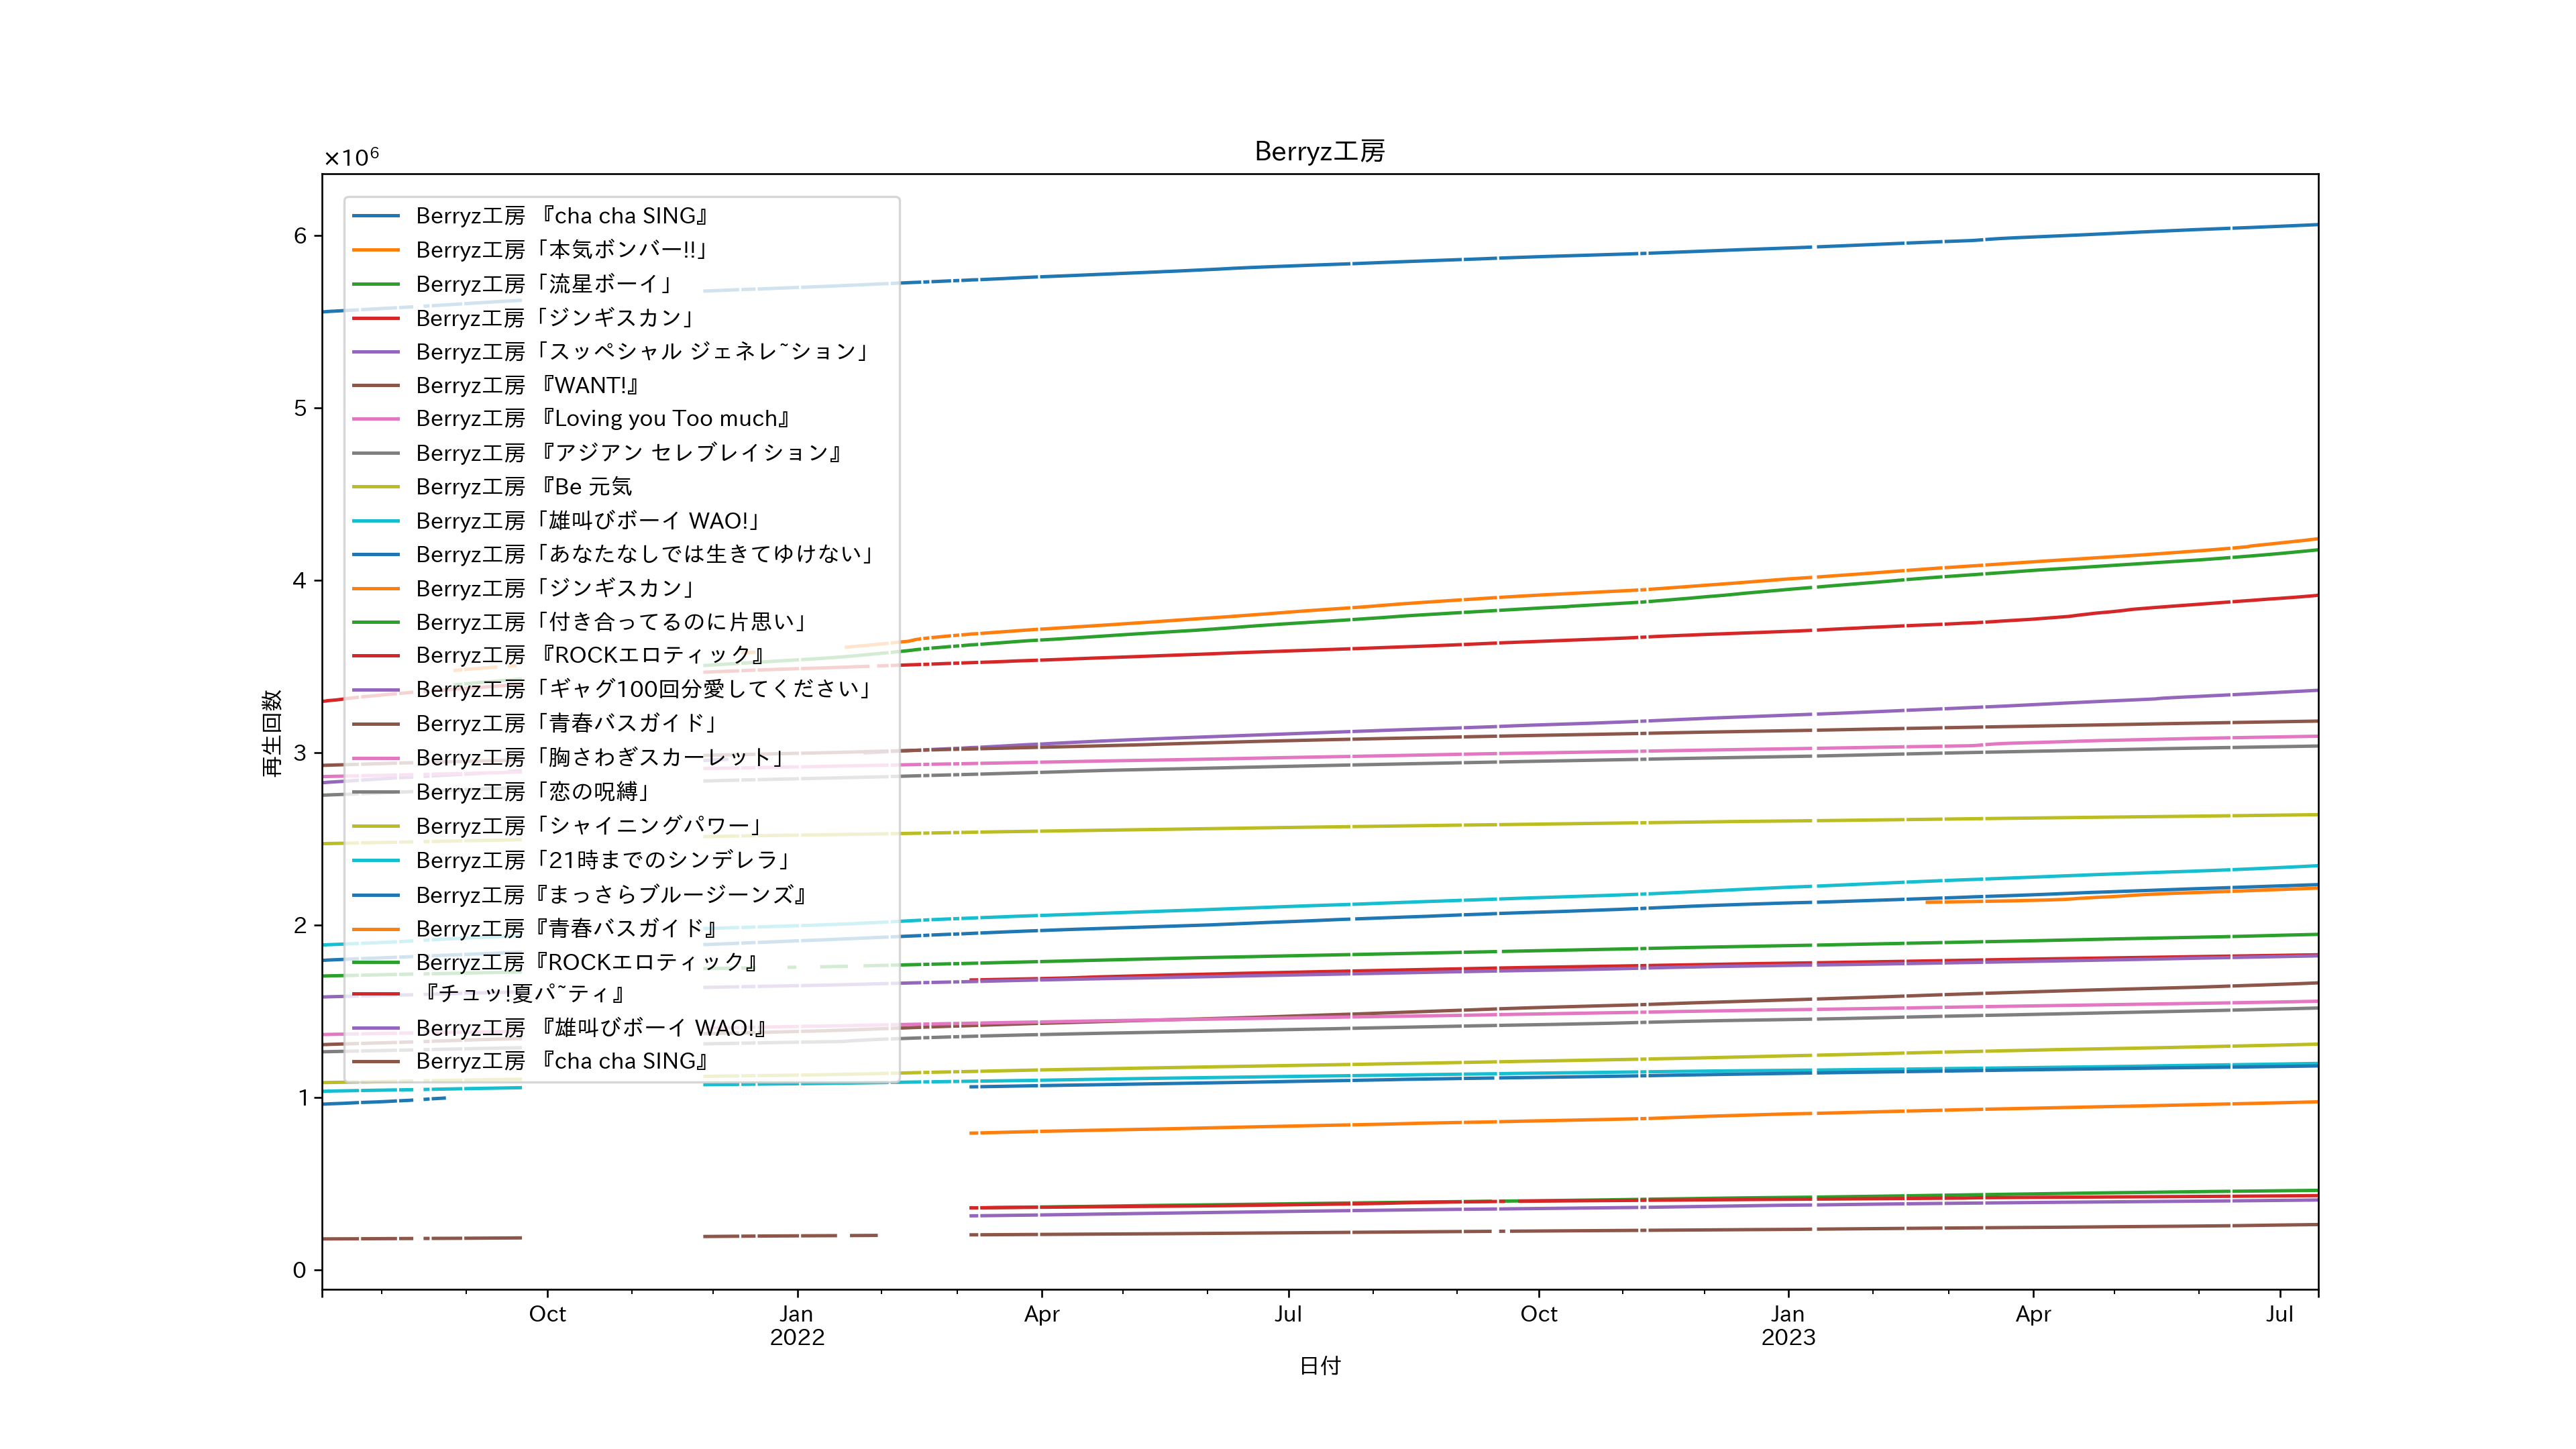 Berryz工房
×10⁶
6
5
4
3
2
1
0
再生回数
Berryz工房 『cha cha SING』
Berryz工房「本気ボンバー!!」
Berryz工房「流星ボーイ」
Berryz工房「ジンギスカン」
Berryz工房「スッペシャル ジェネレ~ション」
Berryz工房 『WANT!』
Berryz工房 『Loving you Too much』
Berryz工房 『アジアン セレブレイション』
Berryz工房 『Be 元気
Berryz工房「雄叫びボーイ WAO!」
Berryz工房「あなたなしでは生きてゆけない」
Berryz工房「ジンギスカン」
Berryz工房「付き合ってるのに片思い」
Berryz工房 『ROCKエロティック』
Berryz工房「ギャグ100回分愛してください」
Berryz工房「青春バスガイド」
Berryz工房「胸さわぎスカーレット」
Berryz工房「恋の呪縛」
Berryz工房「シャイニングパワー」
Berryz工房「21時までのシンデレラ」
Berryz工房『まっさらブルージーンズ』
Berryz工房『青春バスガイド』
Berryz工房『ROCKエロティック』
『チュッ!夏パ~ティ』
Berryz工房 『雄叫びボーイ WAO!』
Berryz工房 『cha cha SING』
Oct Jan Apr Jul Oct Jan Apr Jul
2022 2023
日付